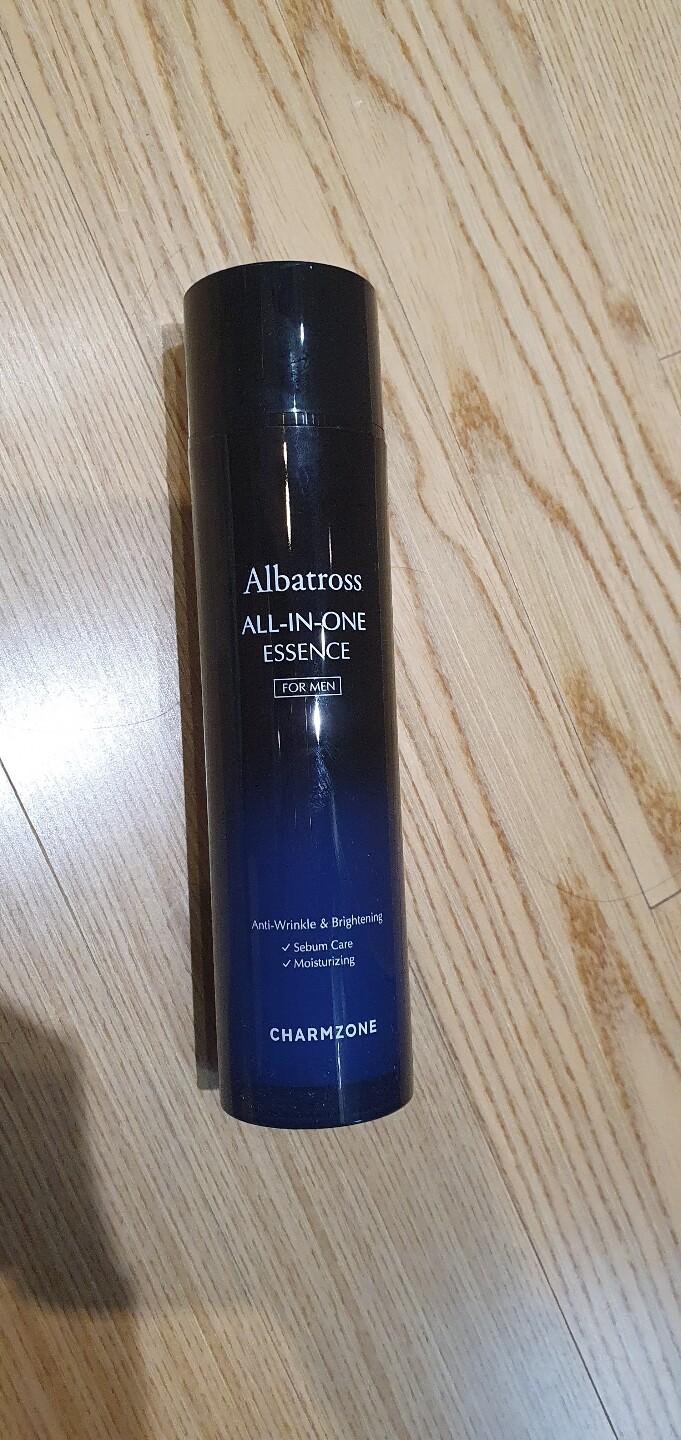 Albatross
ALL-IN-ONE
ESSENCE
FOR MEN
Anti-Wrinkle & Brightening
✓ Sebum Care
✓ Moisturizing
CHARMZONE